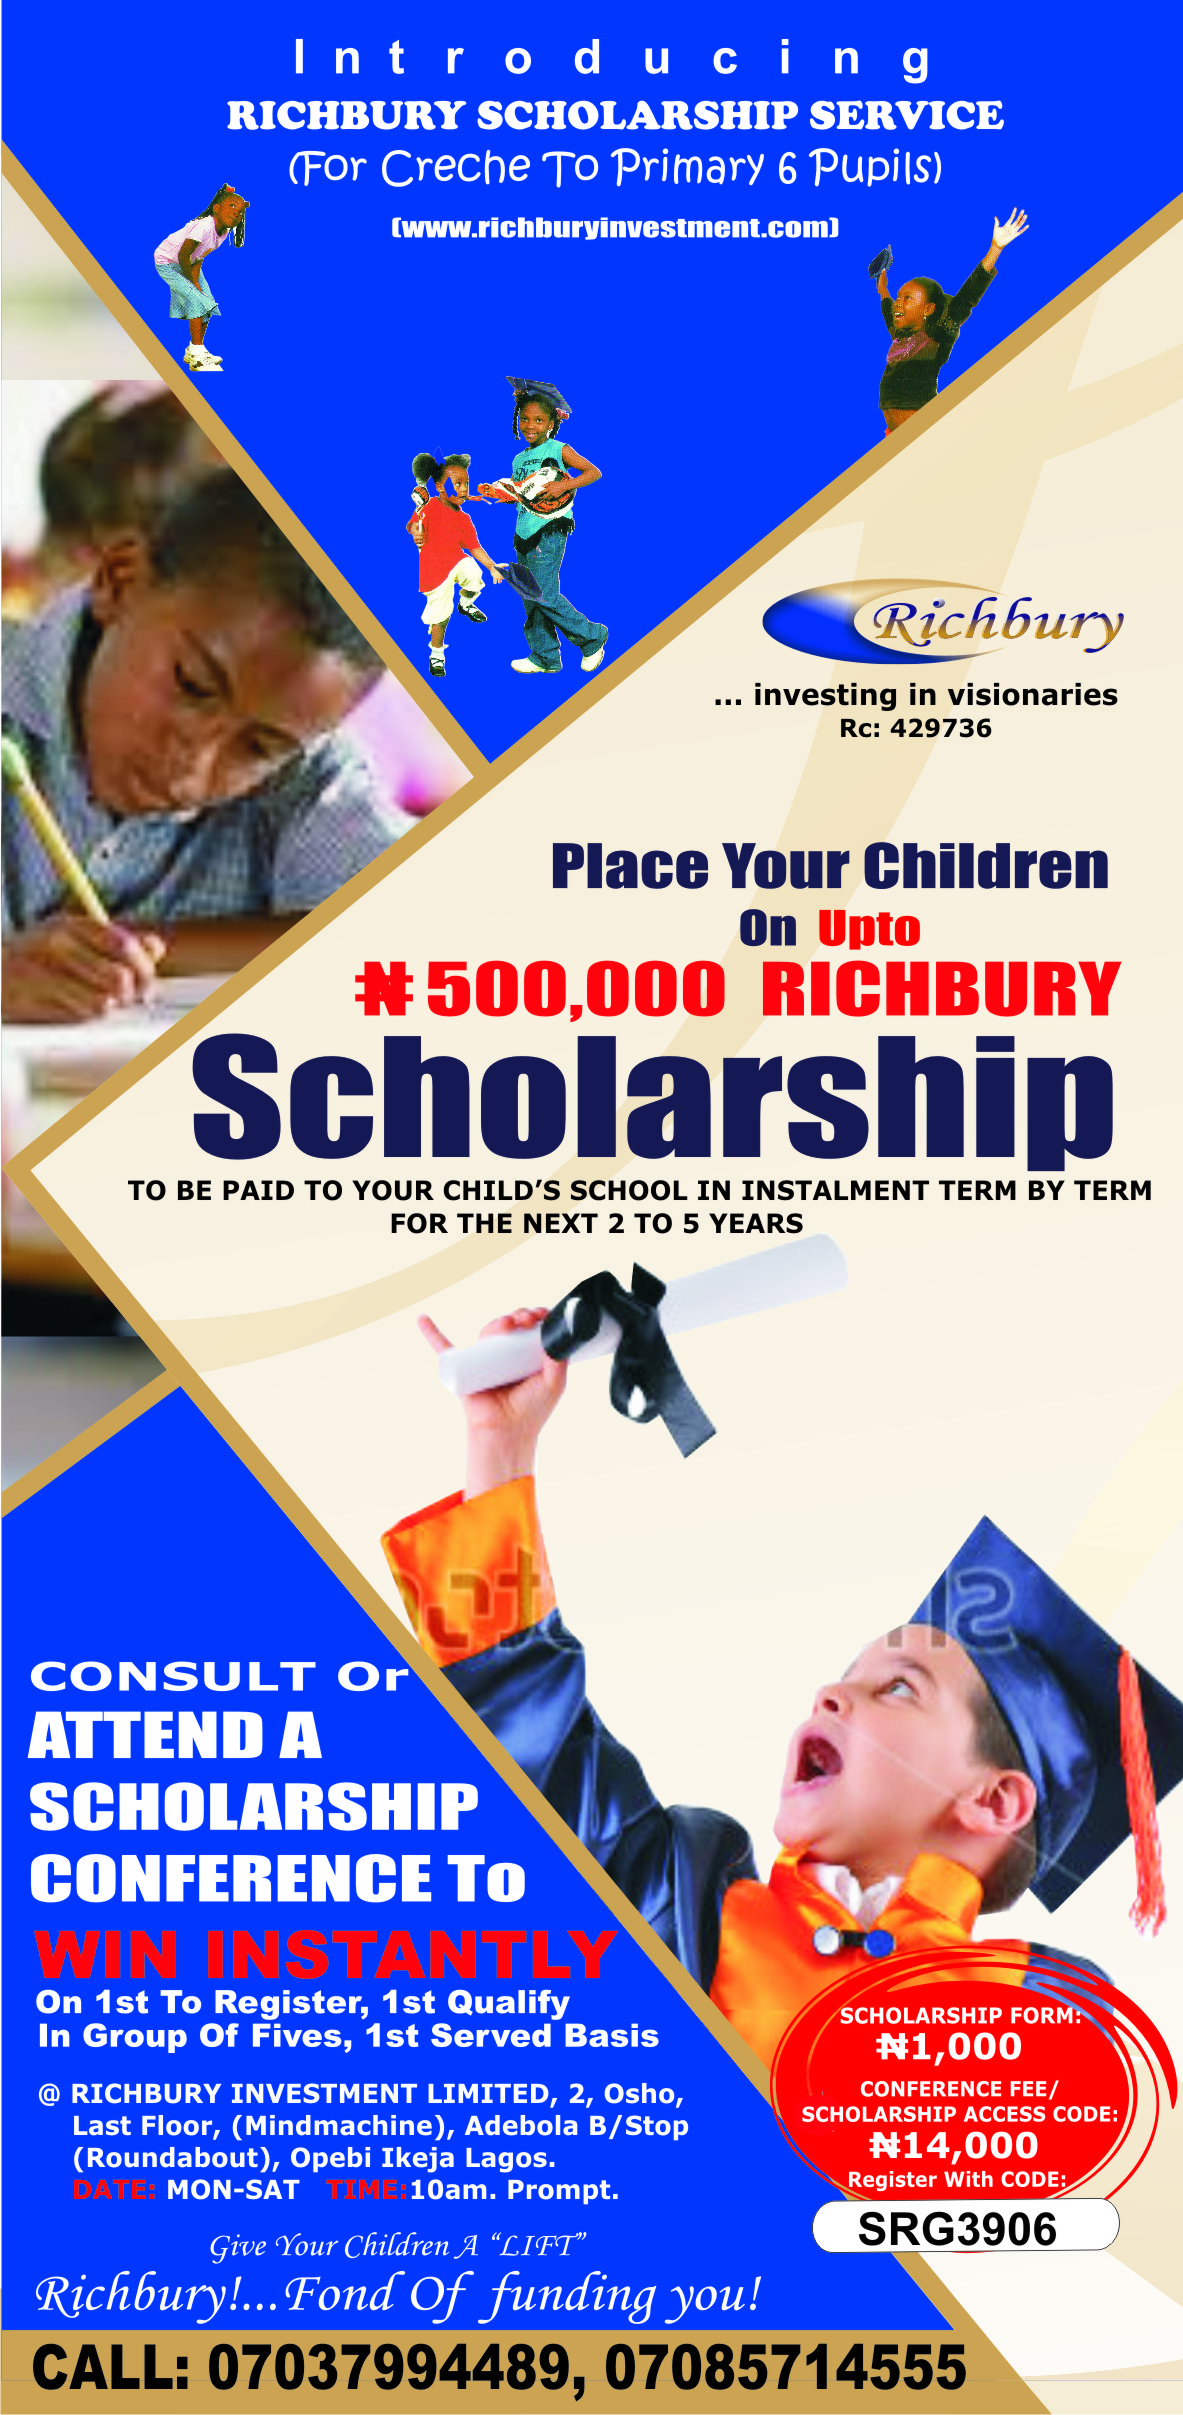 Introducing
RICHBURY SCHOLARSHIP SERVICE
(For Creche To Primary 6 Pupils)
(www.richburyinvestment.com)
Richbury
... investing in visionaries
Rc: 429736
Place Your Children
On Upto
₦500,000 RICHBURY
Scholarship
TO BE PAID TO YOUR CHILD'S SCHOOL IN INSTALMENT TERM BY TERM
FOR THE NEXT 2 TO 5 YEARS
CONSULT Or
ATTEND A
SCHOLARSHIP
CONFERENCE To
WIN INSTANTLY
On 1st To Register, 1st Qualify
In Group Of Fives, 1st Served Basis
@ RICHBURY INVESTMENT LIMITED, 2, Osho,
Last Floor, (Mindmachine), Adebola B/Stop
(Roundabout), Opebi Ikeja Lagos.
DATE: MON-SAT TIME:10am. Prompt.
Give Your Children A "LIFT"
Richbury!...Fond Of funding you!
SCHOLARSHIP FORM:
₦1,000
CONFERENCE FEE/
SCHOLARSHIP ACCESS CODE:
₦14,000
Register With CODE:
SRG3906
CALL: 07037994489, 07085714555